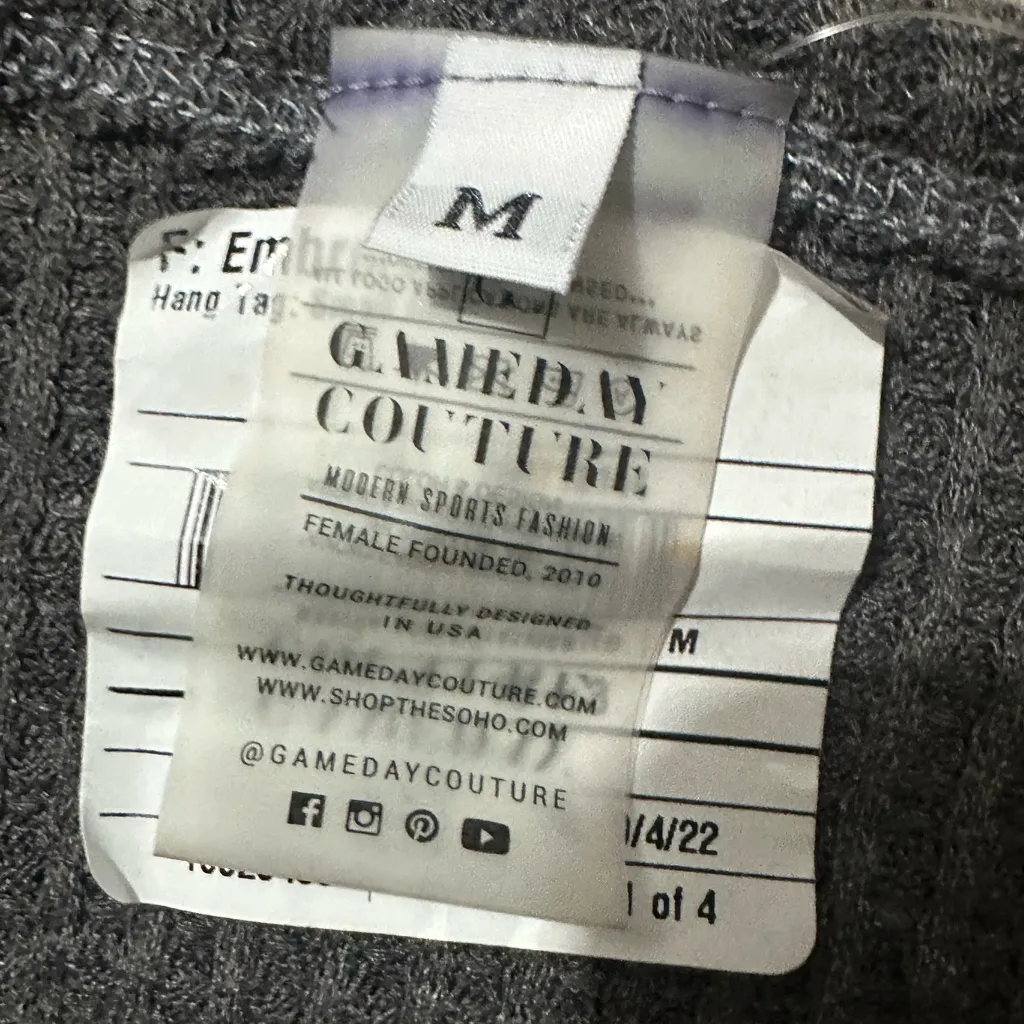 M
F: Em
Hang Tag:
GAMEDAY
COUTURE
MODERN SPORTS FASHION
FEMALE FOUNDED, 2010
THOUGHTFULLY DESIGNED
IN USA
M
WWW.GAMEDAYCOUTURE.COM
WWW.SHOPTHESOHO.COM
@GAMEDAYCOUTURE
/4/22
1 of 4